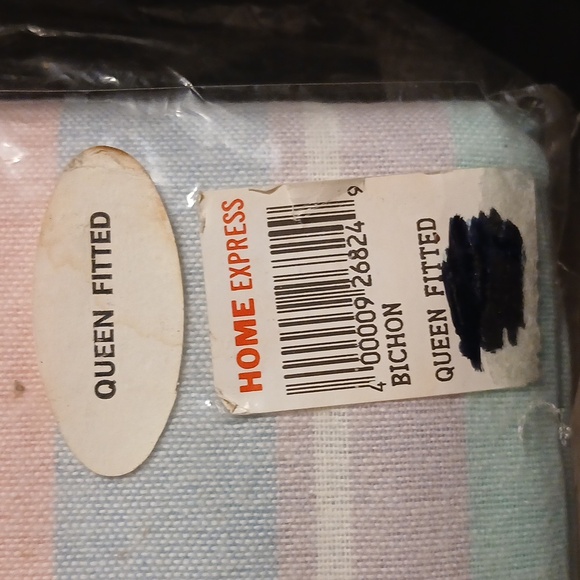 QUEEN FITTED
HOME EXPRESS
4 00009 26824 9
BICHON
QUEEN FITTED